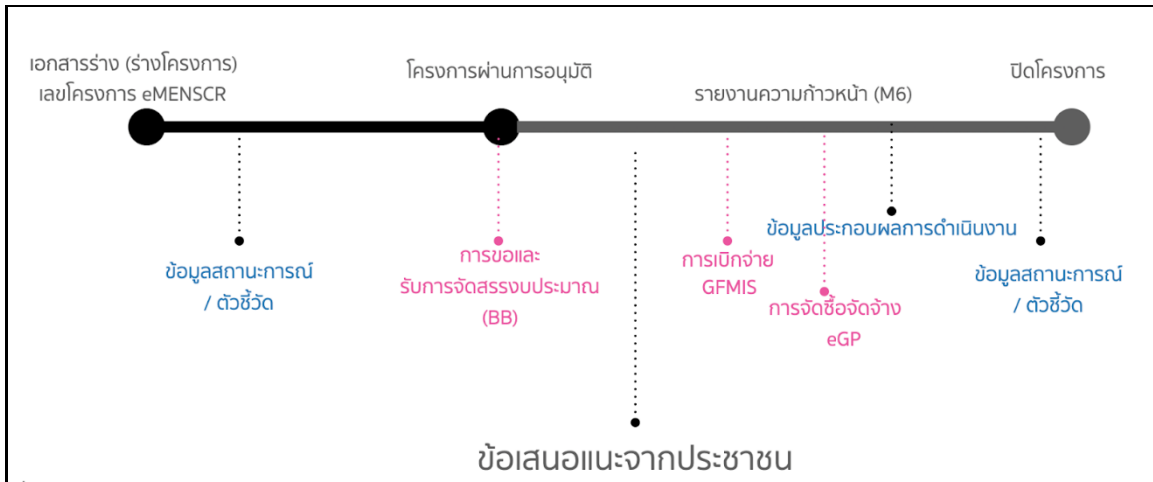 เอกสารร่าง (ร่างโครงการ)
เลขโครงการ eMENSCR
โครงการผ่านการอนุมัติ
รายงานความก้าวหน้า (M6)
ปิดโครงการ
ข้อมูลสถานะการณ์
/ ตัวชี้วัด
การขอและ
รับการจัดสรรงบประมาณ
(BB)
การเบิกจ่าย
GFMIS
ข้อมูลประกอบผลการดำเนินงาน
การจัดซื้อจัดจ้าง
eGP
ข้อมูลสถานะการณ์
/ ตัวชี้วัด
ข้อเสนอแนะจากประชาชน